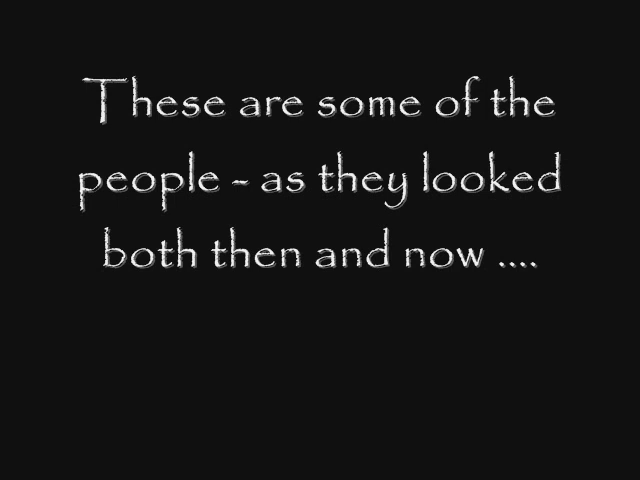 These are some of the
people - as they looked
both then and now ....